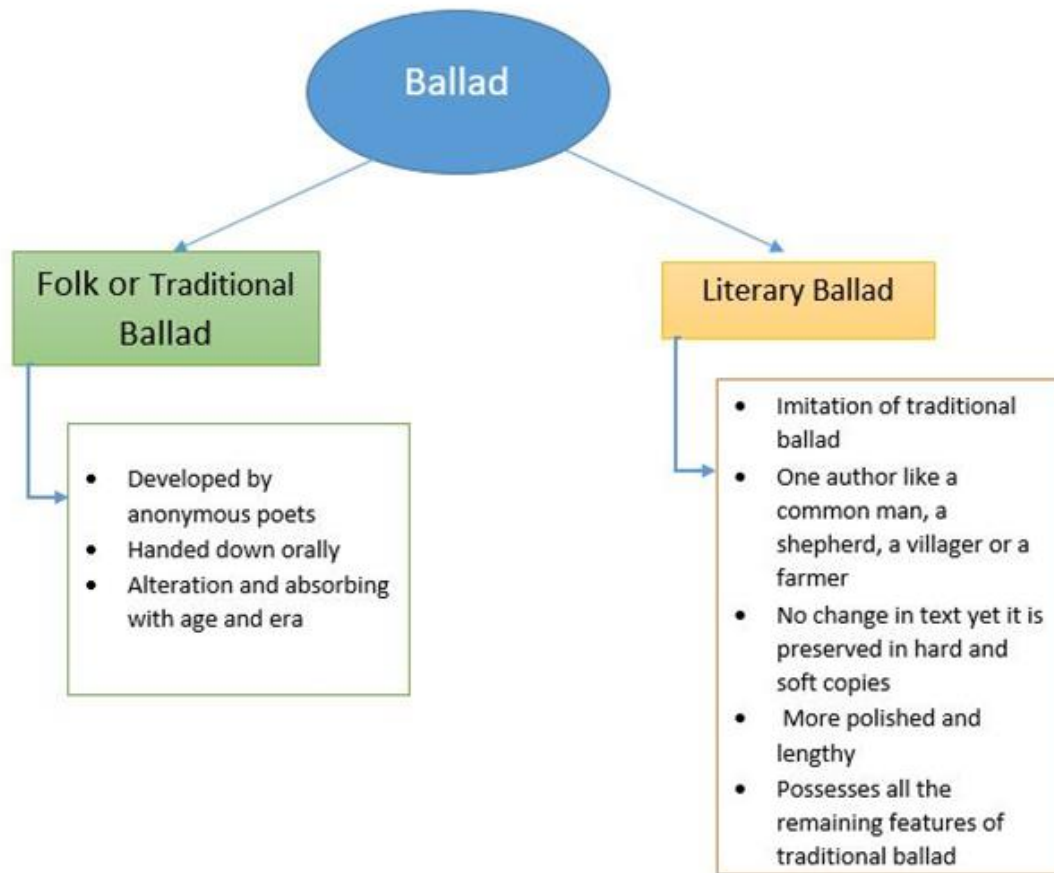 Ballad
Folk or Traditional
Ballad
• Developed by
anonymous poets
• Handed down orally
• Alteration and absorbing
with age and era
Literary Ballad
• Imitation of traditional
ballad
• One author like a
common man, a
shepherd, a villager or a
farmer
• No change in text yet it is
preserved in hard and
soft copies
• More polished and
lengthy
• Possesses all the
remaining features of
traditional ballad